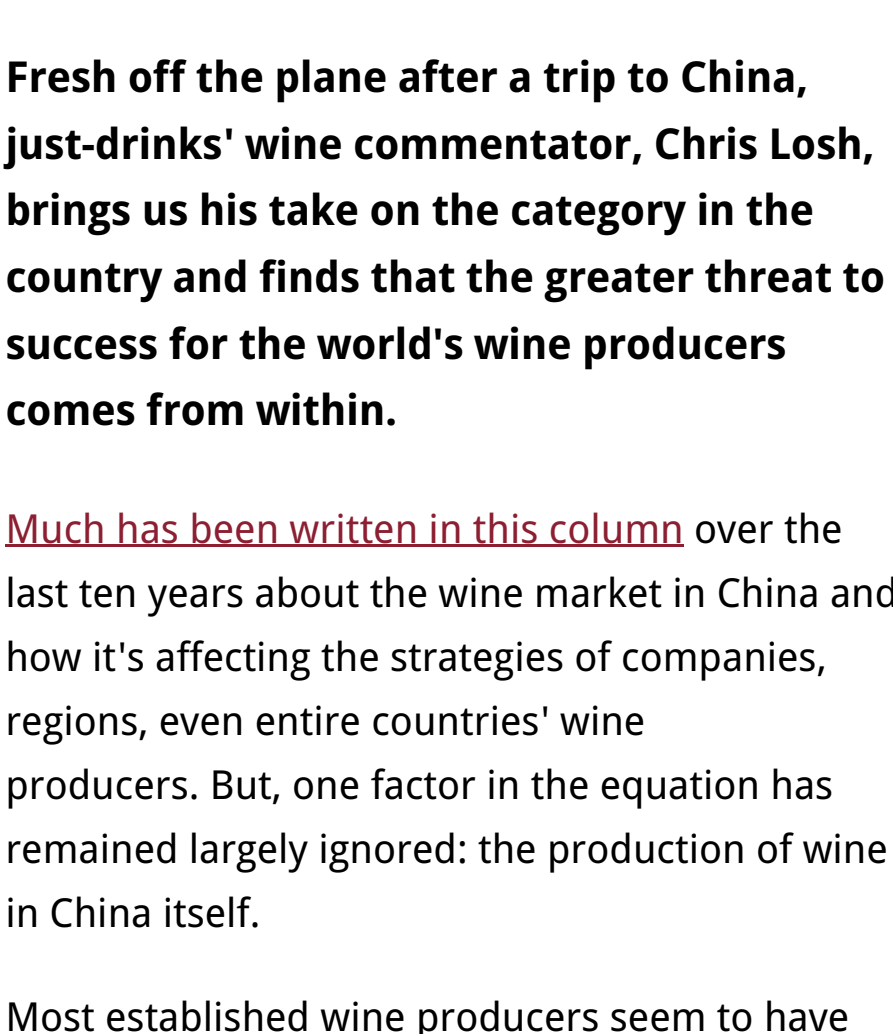 Fresh off the plane after a trip to China,
just-drinks' wine commentator, Chris Losh,
brings us his take on the category in the
country and finds that the greater threat to
success for the world's wine producers
comes from within.
Much has been written in this column over the
last ten years about the wine market in China and
how it's affecting the strategies of companies,
regions, even entire countries' wine
producers. But, one factor in the equation has
remained largely ignored: the production of wine
in China itself.
Most established wine producers seem to have